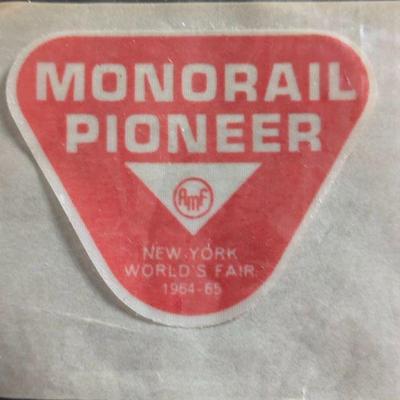 MONORAIL
PIONEER
AMF
NEW YORK
WORLD'S FAIR
1964-65